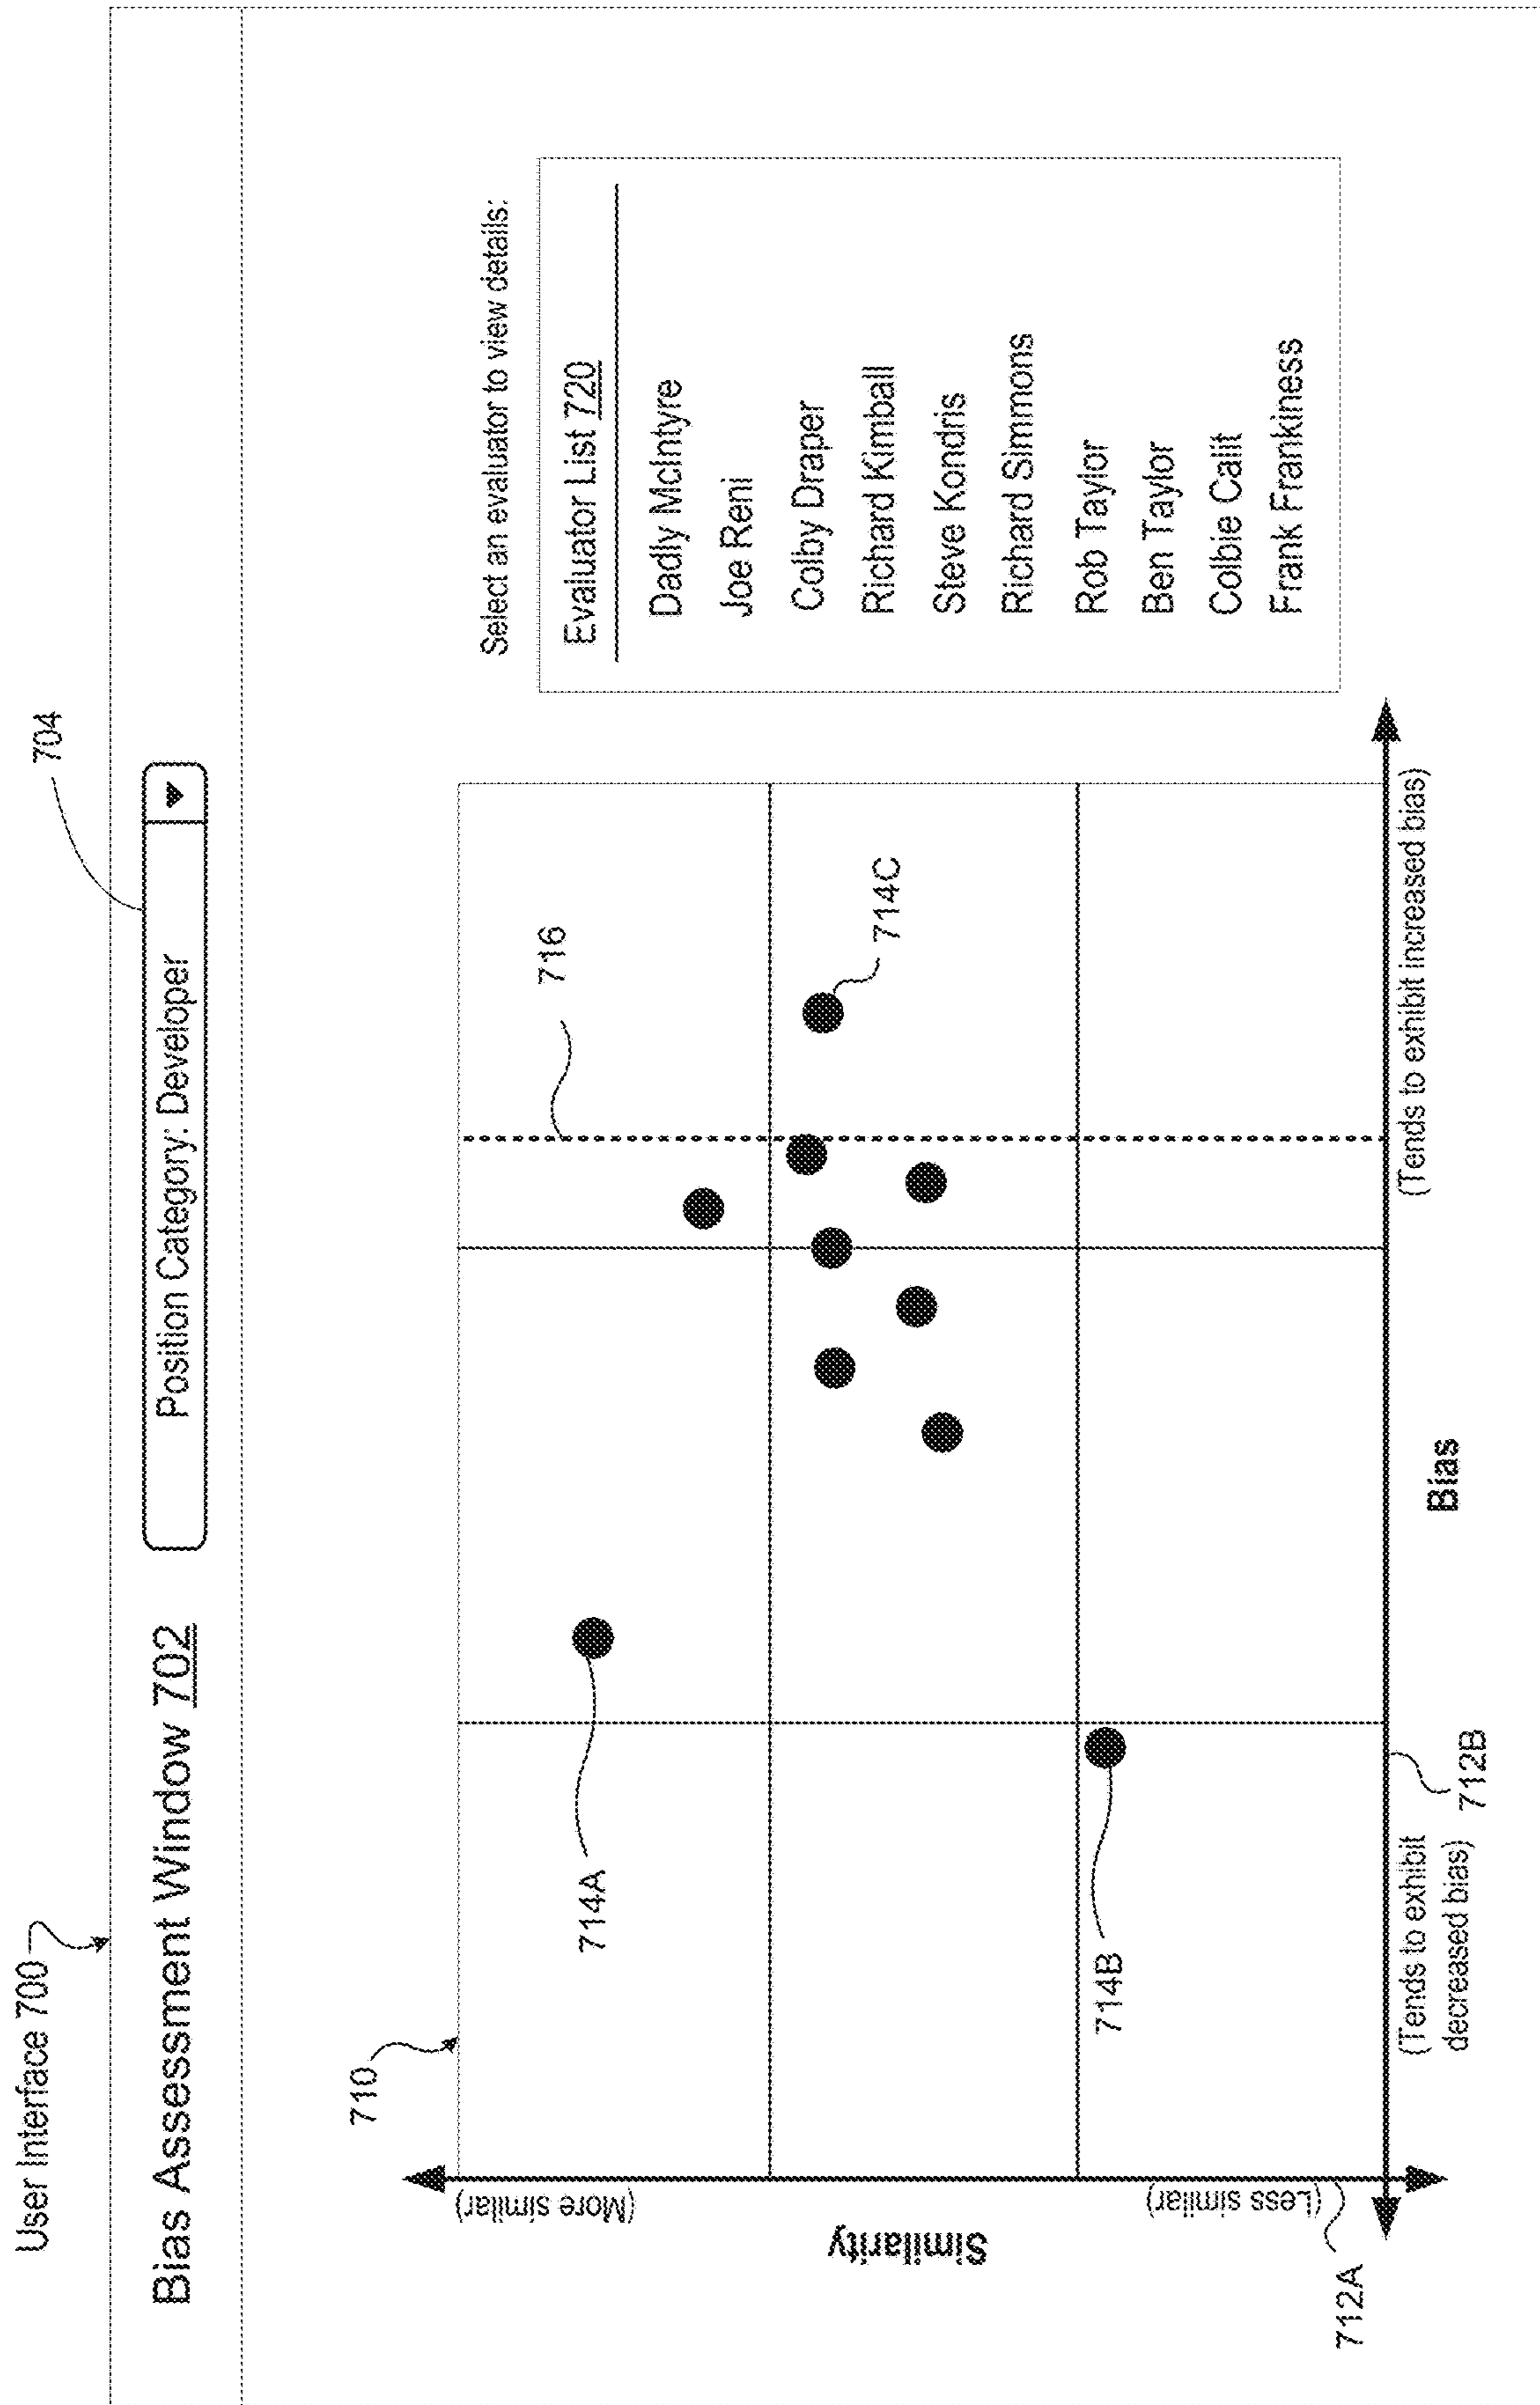 User Interface 700
704
Bias Assessment Window 702
Position Category: Developer
710
716
Select an evaluator to view details:
Evaluator List 720
Dadly McIntyre
Joe Reni
Colby Draper
Richard Kimball
Steve Kondris
Richard Simmons
Rob Taylor
Ben Taylor
Colbie Calit
Frank Frankiness
(More similar)
Similarity
(Less similar)
712A
714A
714B
714C
(Tends to exhibit
decreased bias)
712B
Bias
(Tends to exhibit increased bias)